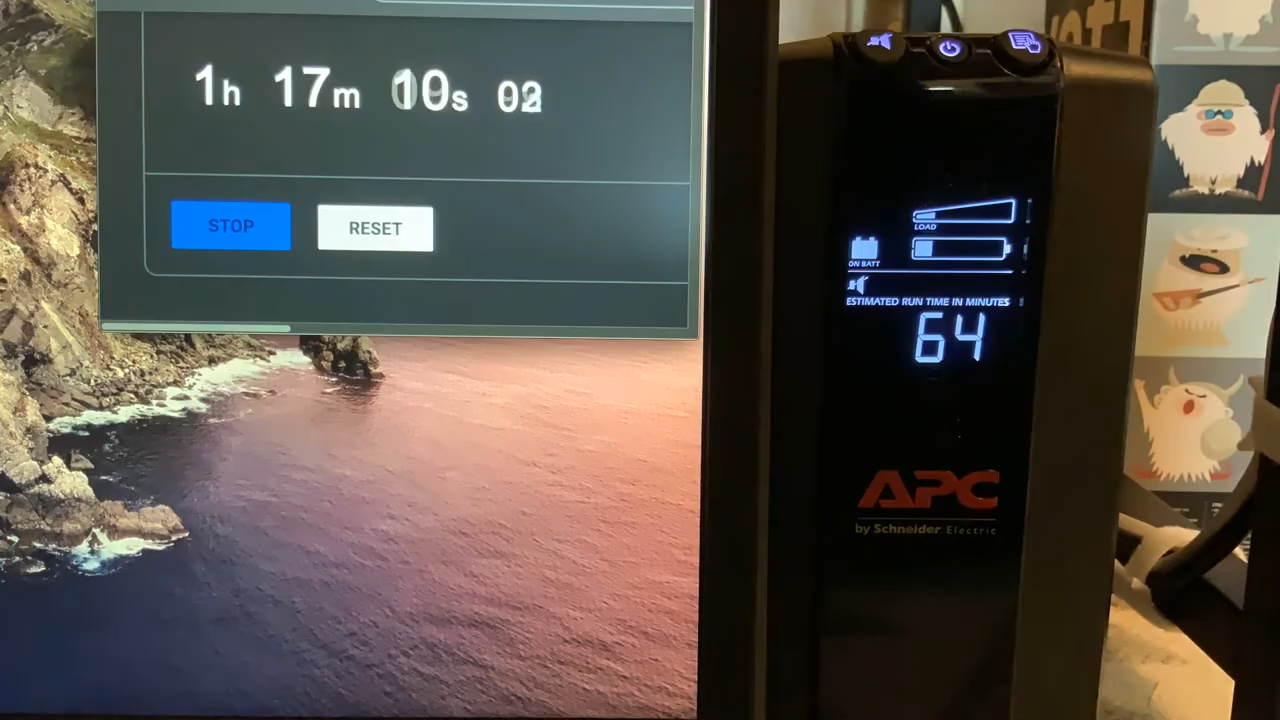 1h 17m 10s 02
STOP RESET
LOAD
ON BATT
ESTIMATED RUN TIME IN MINUTES
64
APC
by Schneider Electric